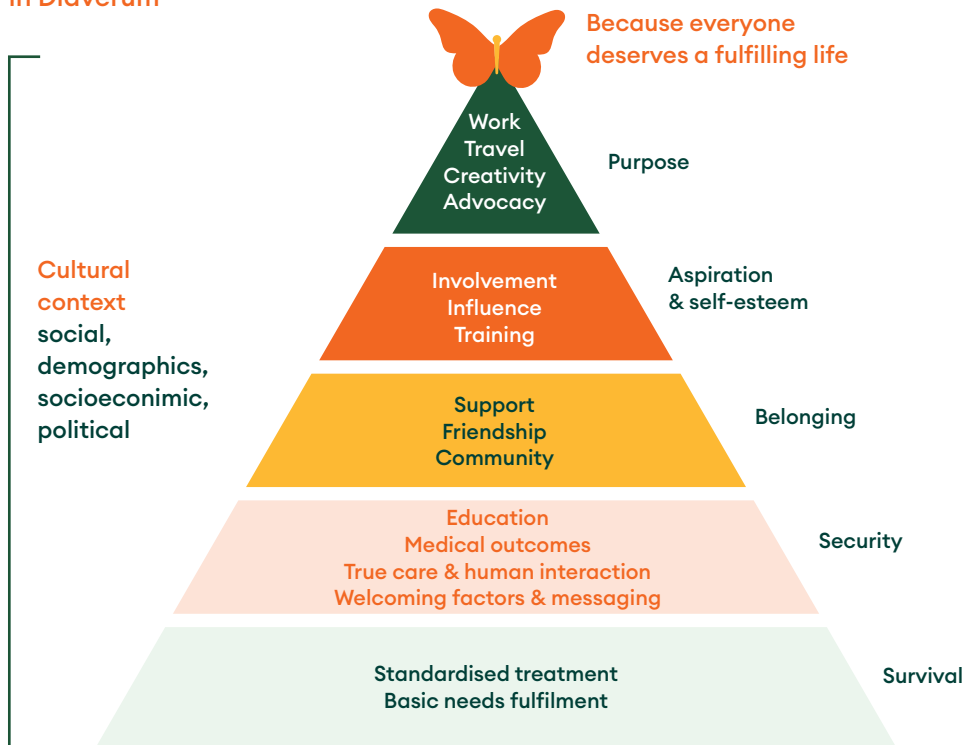 in Diaverum
Because everyone
deserves a fulfilling life
Work
Travel
Creativity
Advocacy
Purpose
Cultural
context
social,
demographics,
socioeconimic,
political
Involvement
Influence
Training
Aspiration
& self-esteem
Support
Friendship
Community
Belonging
Education
Medical outcomes
True care & human interaction
Welcoming factors & messaging
Security
Standardised treatment
Basic needs fulfilment
Survival